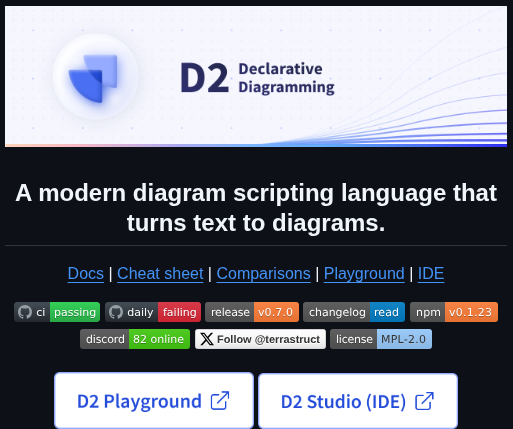 D2 Declarative
Diagramming
A modern diagram scripting language that
turns text to diagrams.
Docs | Cheat sheet | Comparisons | Playground | IDE
ci passing daily failing release v0.7.0 changelog read npm v0.1.23
discord 82 online Follow @terrastruct license MPL-2.0
D2 Playground D2 Studio (IDE)